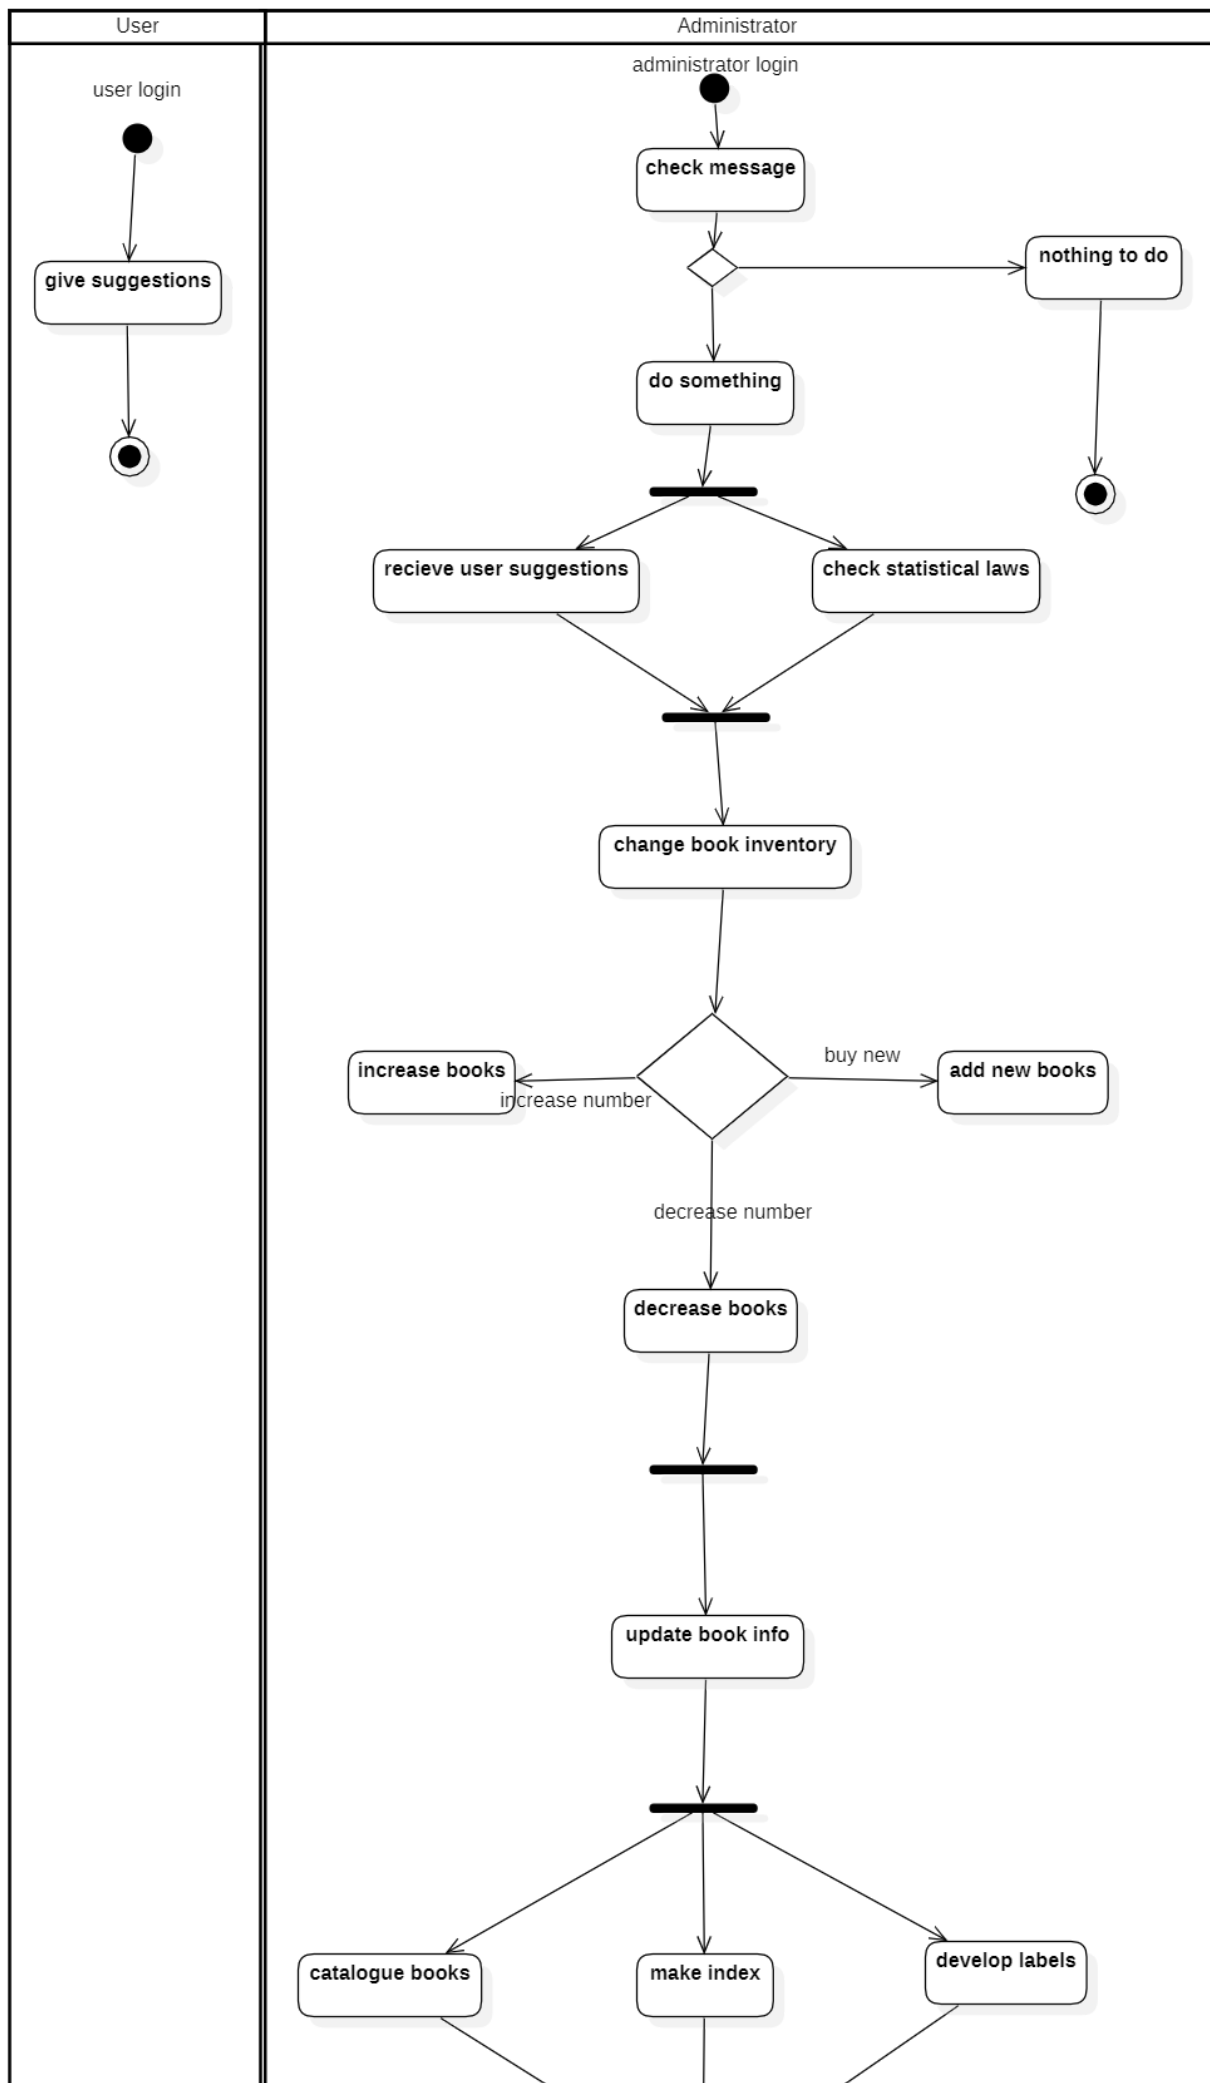 User
Administrator
user login
administrator login
check message
give suggestions
nothing to do
do something
recieve user suggestions
check statistical laws
change book inventory
increase books
increase number
buy new
add new books
decrease number
decrease books
update book info
catalogue books
make index
develop labels